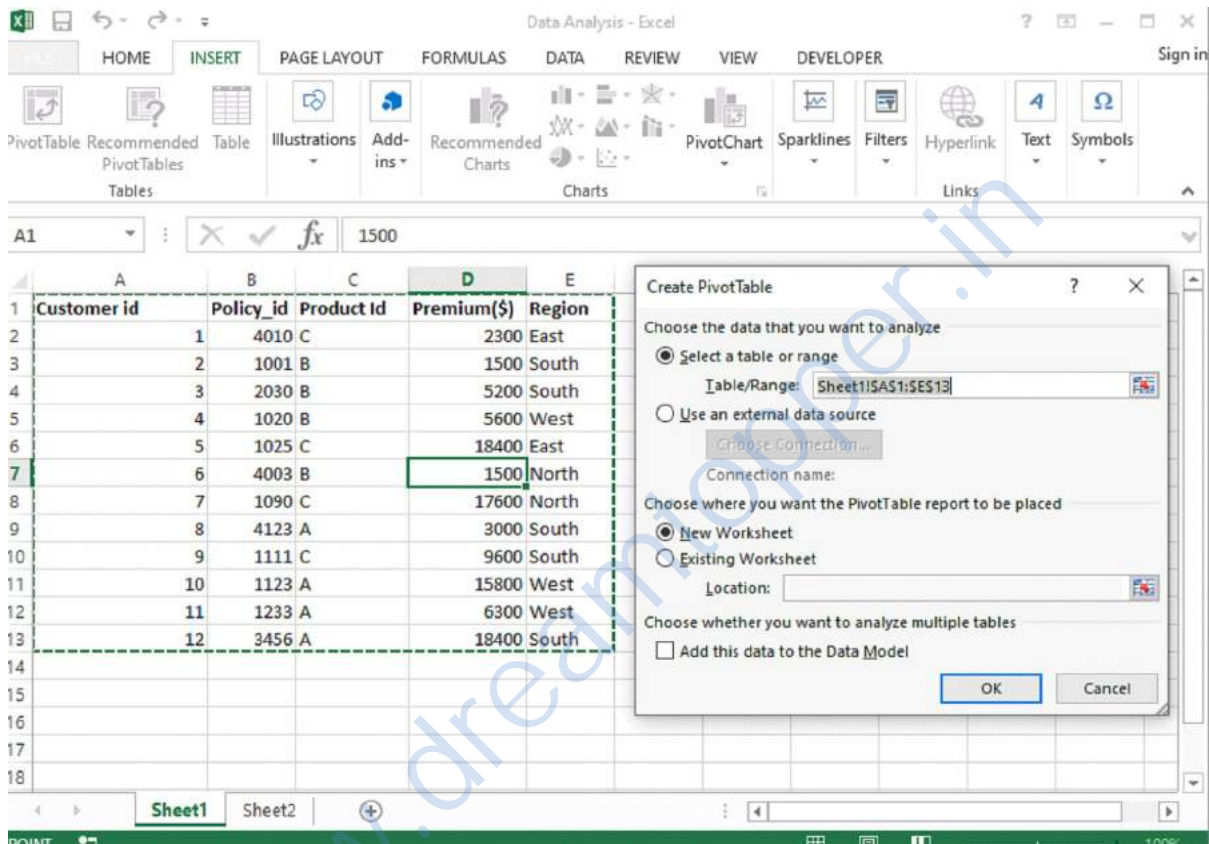 Data Analysis - Excel
?
FILE HOME INSERT PAGE LAYOUT FORMULAS DATA REVIEW VIEW DEVELOPER Sign in
PivotTable Recommended PivotTables Table Illustrations Add-ins Recommended Charts PivotChart Sparklines Filters Hyperlink Text Symbols
Tables Charts Links
A1 fx 1500
A B C D E
1 Customer id Policy_id Product Id Premium($) Region
2 1 4010 C 2300 East
3 2 1001 B 1500 South
4 3 2030 B 5200 South
5 4 1020 B 5600 West
6 5 1025 C 18400 East
7 6 4003 B 1500 North
8 7 1090 C 17600 North
9 8 4123 A 3000 South
10 9 1111 C 9600 South
11 10 1123 A 15800 West
12 11 1233 A 6300 West
13 12 3456 A 18400 South
14
15
16
17
18
Create PivotTable ?
Choose the data that you want to analyze
Select a table or range
Table/Range: Sheet1!$A$1:$E$13
Use an external data source
Choose Connection...
Connection name:
Choose where you want the PivotTable report to be placed
New Worksheet
Existing Worksheet
Location:
Choose whether you want to analyze multiple tables
Add this data to the Data Model
OK Cancel
Sheet1 Sheet2
POINT 100%
www.dreamtopper.in